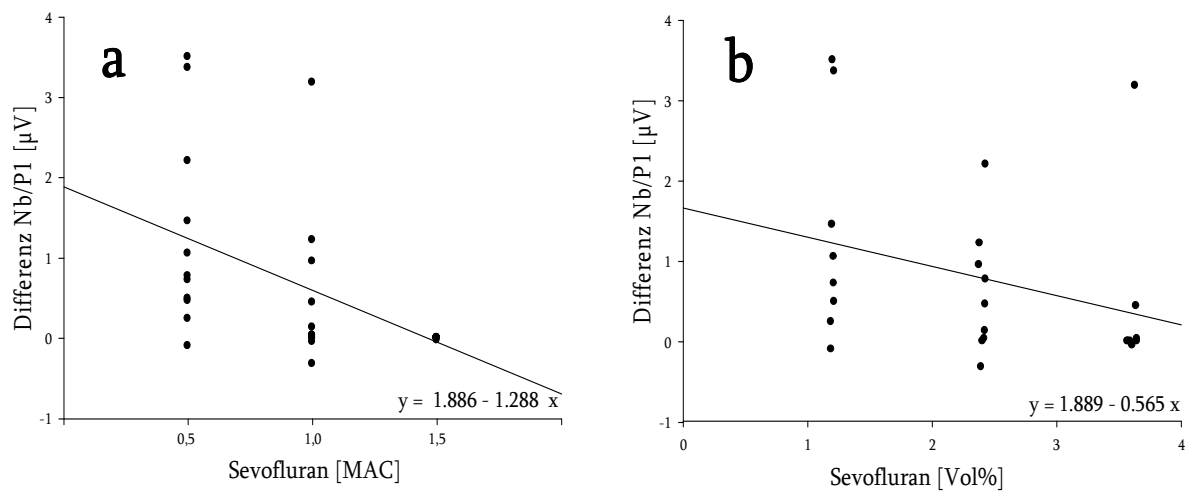 a
Differenz Nb/P1 [µV]
4
3
2
1
0
-1
y = 1.886 - 1.288 x
0,5 1,0 1,5
Sevofluran [MAC]
b
Differenz Nb/P1 [µV]
4
3
2
1
0
-1
y = 1.889 - 0.565 x
0 1 2 3 4
Sevofluran [Vol%]